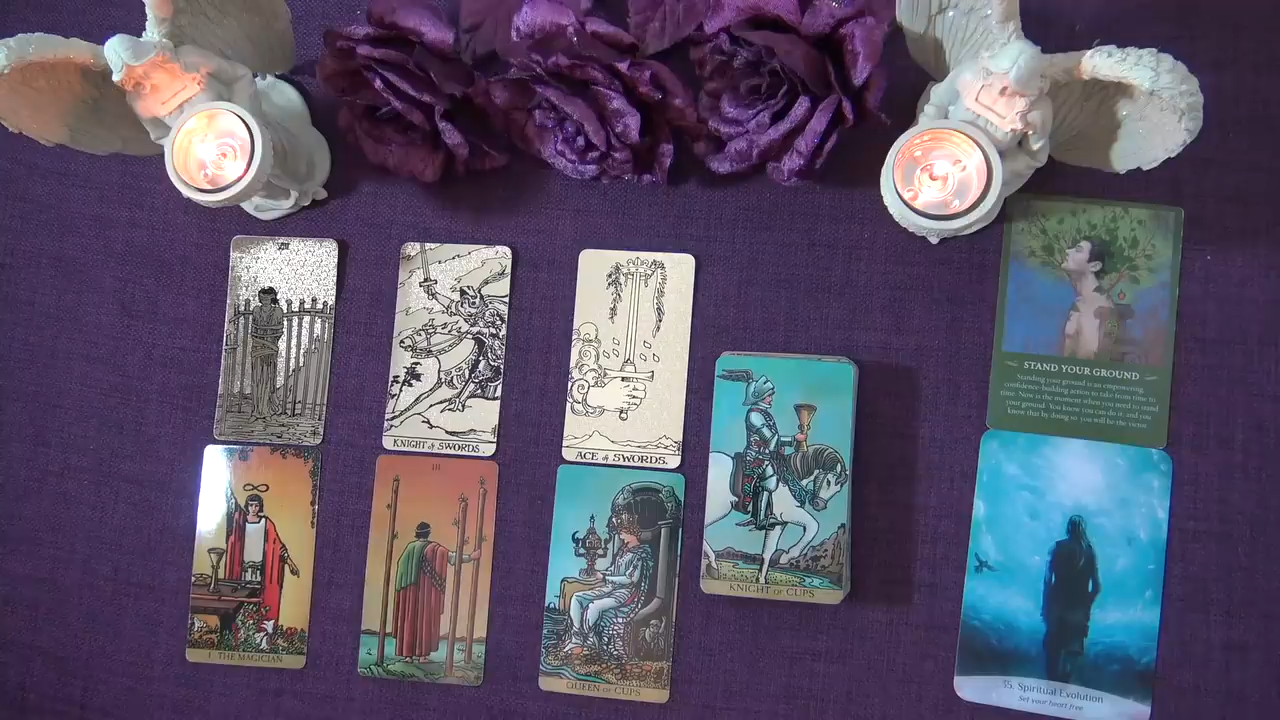 VIII
KNIGHT of SWORDS.
ACE of SWORDS.
I THE MAGICIAN
III
QUEEN OF CUPS
KNIGHT OF CUPS
STAND YOUR GROUND
Standing your ground is an empowering,
confidence-building action to take from time to
time. Now is the moment when you need to stand
your ground. You know you can do it, and you
know that by doing so you will be the victor.
55. Spiritual Evolution
Set your heart free